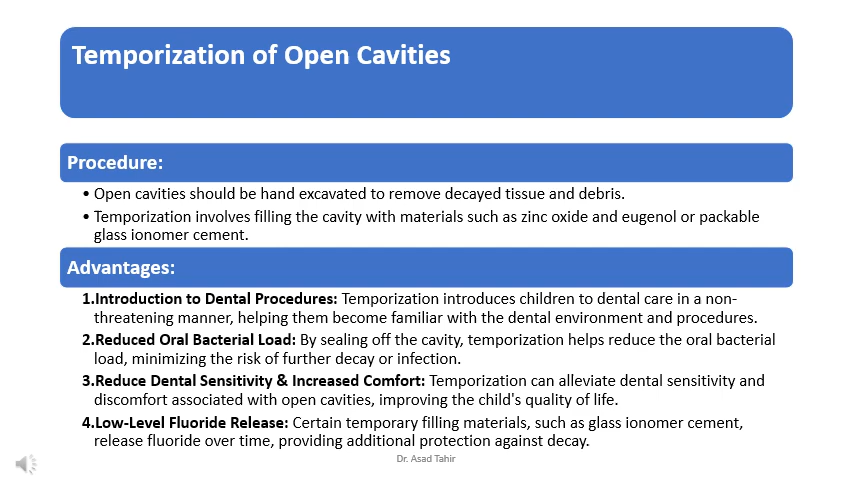 Temporization of Open Cavities
Procedure:
• Open cavities should be hand excavated to remove decayed tissue and debris.
• Temporization involves filling the cavity with materials such as zinc oxide and eugenol or packable
glass ionomer cement.
Advantages:
1.Introduction to Dental Procedures: Temporization introduces children to dental care in a non-
threatening manner, helping them become familiar with the dental environment and procedures.
2.Reduced Oral Bacterial Load: By sealing off the cavity, temporization helps reduce the oral bacterial
load, minimizing the risk of further decay or infection.
3.Reduce Dental Sensitivity & Increased Comfort: Temporization can alleviate dental sensitivity and
discomfort associated with open cavities, improving the child's quality of life.
4.Low-Level Fluoride Release: Certain temporary filling materials, such as glass ionomer cement,
release fluoride over time, providing additional protection against decay.
Dr. Asad Tahir